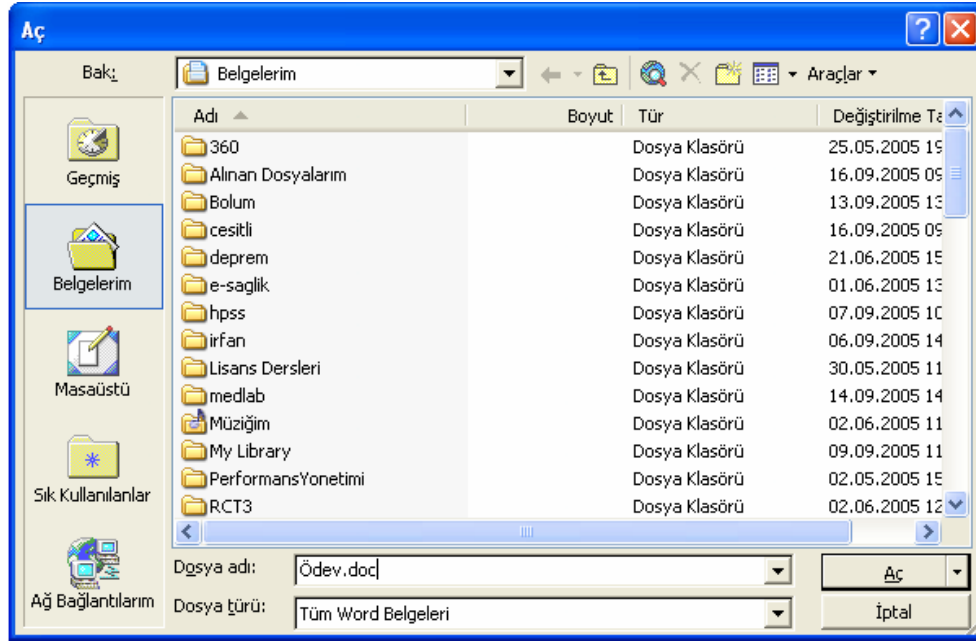 Aç
Bak: Belgelerim Araçlar
Adı Boyut Tür Değiştirilme Ta
360 Dosya Klasörü 25.05.2005 19
Alınan Dosyalarım Dosya Klasörü 16.09.2005 09
Bolum Dosya Klasörü 13.09.2005 13
cesitli Dosya Klasörü 16.09.2005 09
deprem Dosya Klasörü 21.06.2005 15
e-saglik Dosya Klasörü 01.06.2005 13
hpss Dosya Klasörü 07.09.2005 10
irfan Dosya Klasörü 06.09.2005 14
Lisans Dersleri Dosya Klasörü 30.05.2005 11
medlab Dosya Klasörü 14.09.2005 14
Müziğim Dosya Klasörü 02.06.2005 11
My Library Dosya Klasörü 09.09.2005 11
PerformansYonetimi Dosya Klasörü 02.05.2005 15
RCT3 Dosya Klasörü 02.06.2005 12
Geçmiş
Belgelerim
Masaüstü
Sık Kullanılanlar
Ağ Bağlantılarım
Dosya adı: Ödev.doc Aç
Dosya türü: Tüm Word Belgeleri İptal